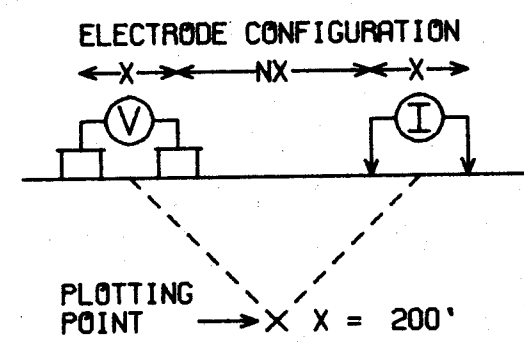 ELECTRODE CONFIGURATION
X NX X
V I
PLOTTING
POINT X X = 200'